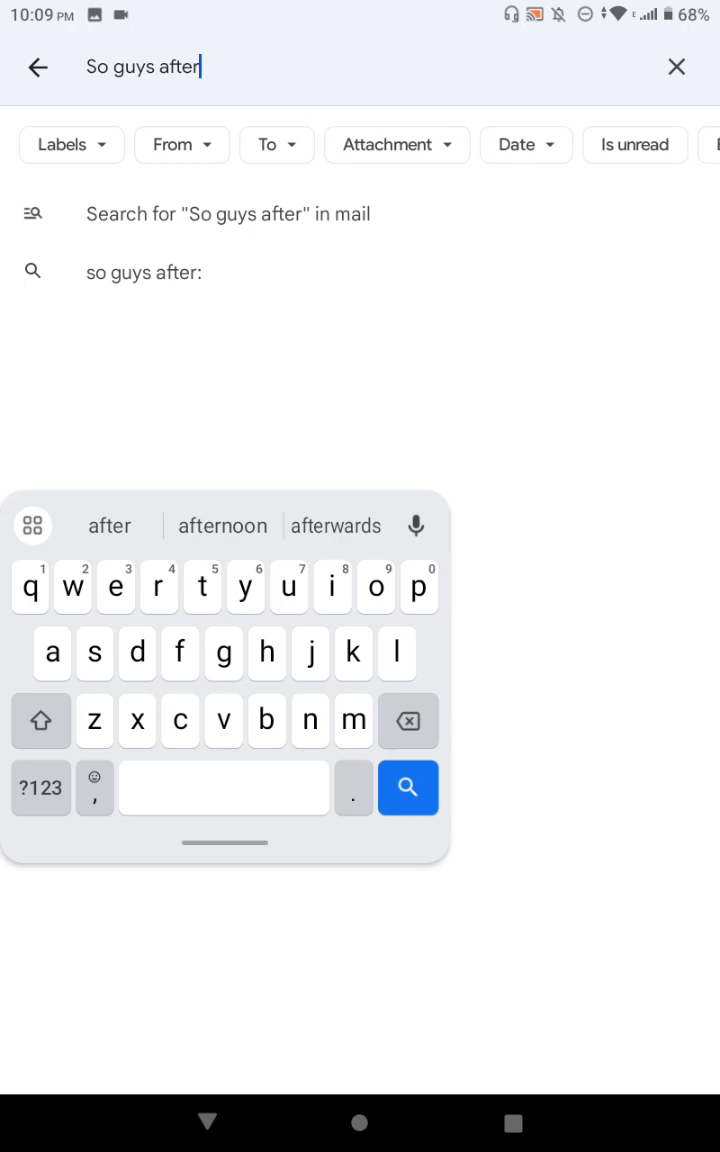 10:09 PM E 68%
So guys after
Labels From To Attachment Date Is unread
Search for "So guys after" in mail
so guys after:
after afternoon afterwards
1 2 3 4 5 6 7 8 9 0
q w e r t y u i o p
a s d f g h j k l
z x c v b n m
?123 , .